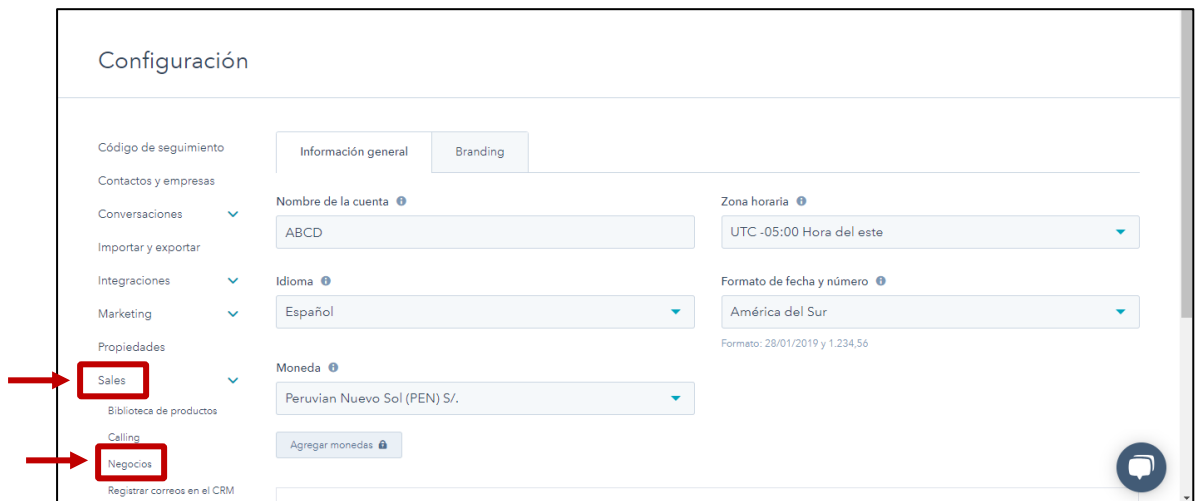 Configuración
Código de seguimiento
Contactos y empresas
Conversaciones
Importar y exportar
Integraciones
Marketing
Propiedades
Sales
Biblioteca de productos
Calling
Negocios
Registrar correos en el CRM
Información general
Branding
Nombre de la cuenta
ABCD
Zona horaria
UTC -05:00 Hora del este
Idioma
Español
Formato de fecha y número
América del Sur
Formato: 28/01/2019 y 1.234,56
Moneda
Peruvian Nuevo Sol (PEN) S/.
Agregar monedas